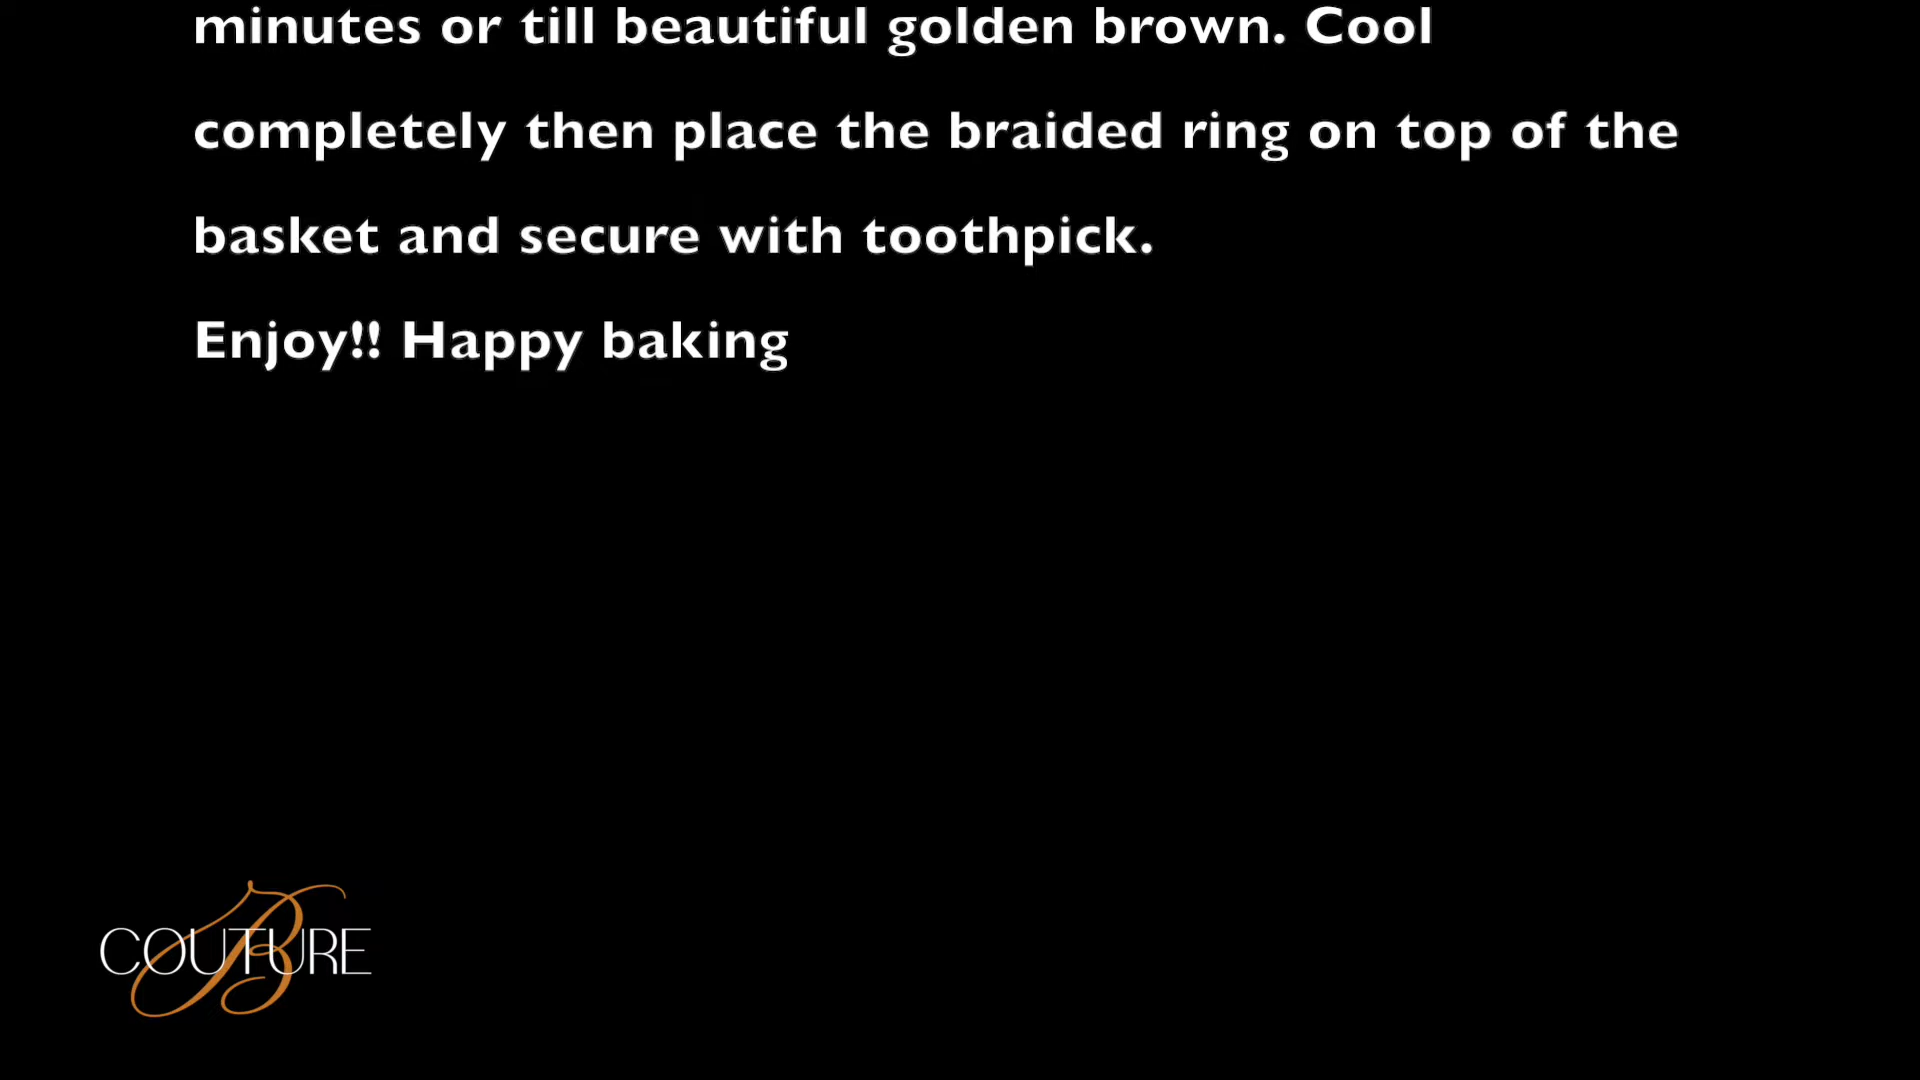 minutes or till beautiful golden brown. Cool
completely then place the braided ring on top of the
basket and secure with toothpick.
Enjoy!! Happy baking
B
COUTURE